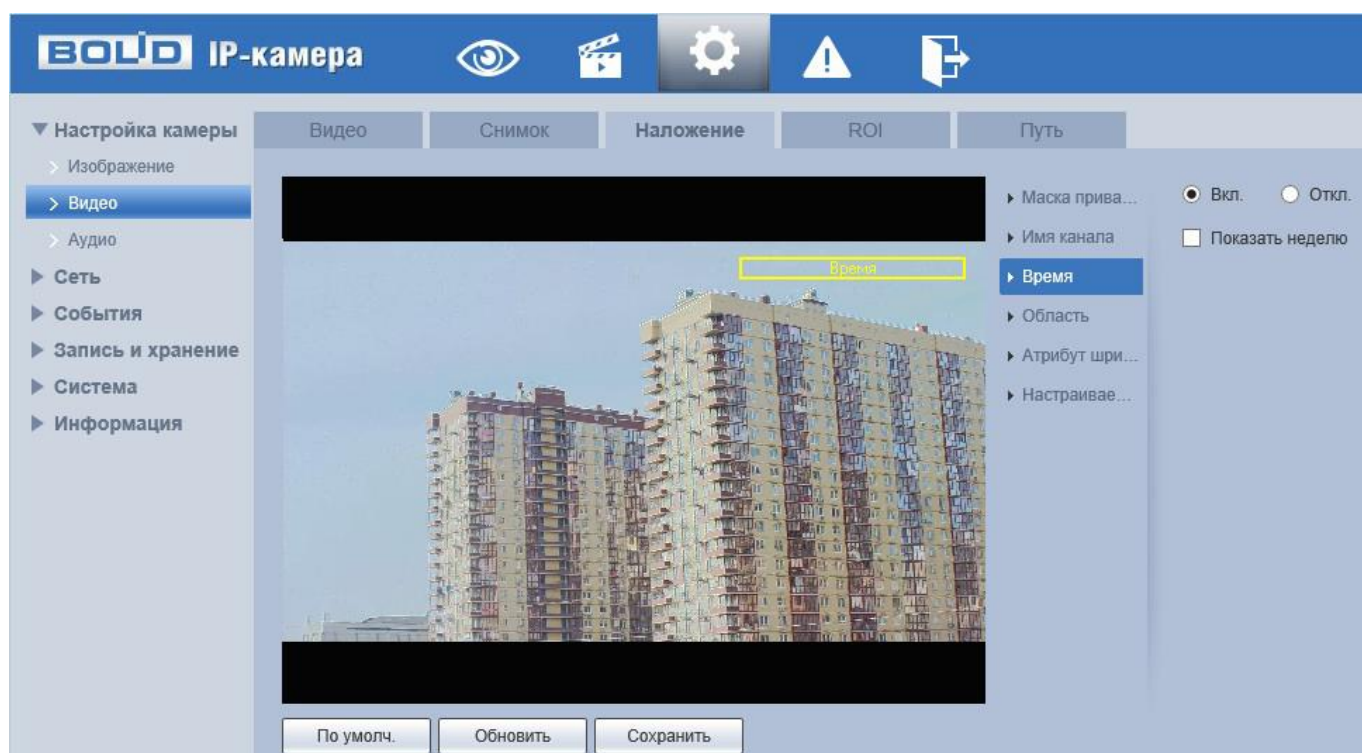 BOLID IP-камера
Настройка камеры
Изображение
Видео
Аудио
Сеть
События
Запись и хранение
Система
Информация
Видео
Снимок
Наложение
ROI
Путь
Время
Маска прива...
Имя канала
Время
Область
Атрибут шри...
Настраивае...
Вкл.
Откл.
Показать неделю
По умолч.
Обновить
Сохранить